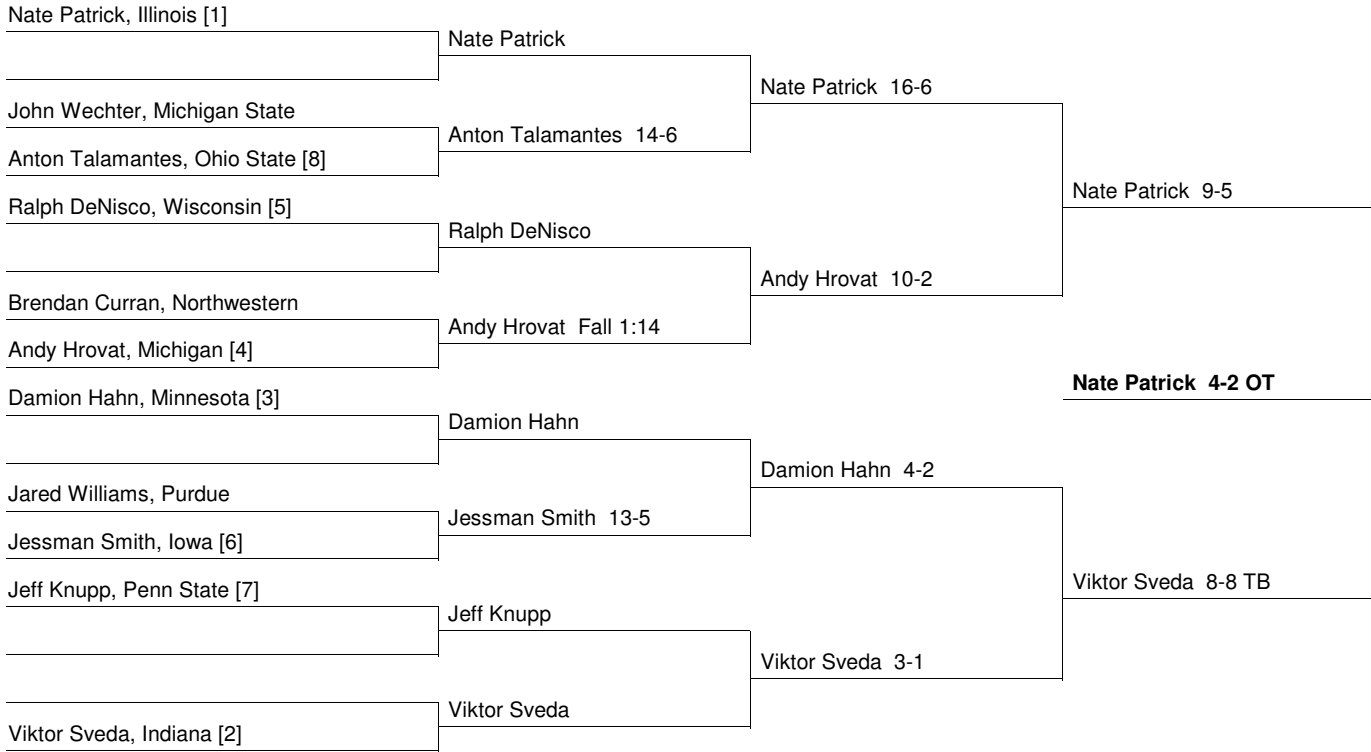 Nate Patrick, Illinois [1]
John Wechter, Michigan State
Anton Talamantes, Ohio State [8]
Ralph DeNisco, Wisconsin [5]
Brendan Curran, Northwestern
Andy Hrovat, Michigan [4]
Damion Hahn, Minnesota [3]
Jared Williams, Purdue
Jessman Smith, Iowa [6]
Jeff Knupp, Penn State [7]
Viktor Sveda, Indiana [2]
Nate Patrick
Anton Talamantes 14-6
Ralph DeNisco
Andy Hrovat Fall 1:14
Damion Hahn
Jessman Smith 13-5
Jeff Knupp
Viktor Sveda
Nate Patrick 16-6
Andy Hrovat 10-2
Damion Hahn 4-2
Viktor Sveda 3-1
Nate Patrick 9-5
Viktor Sveda 8-8 TB
Nate Patrick 4-2 OT